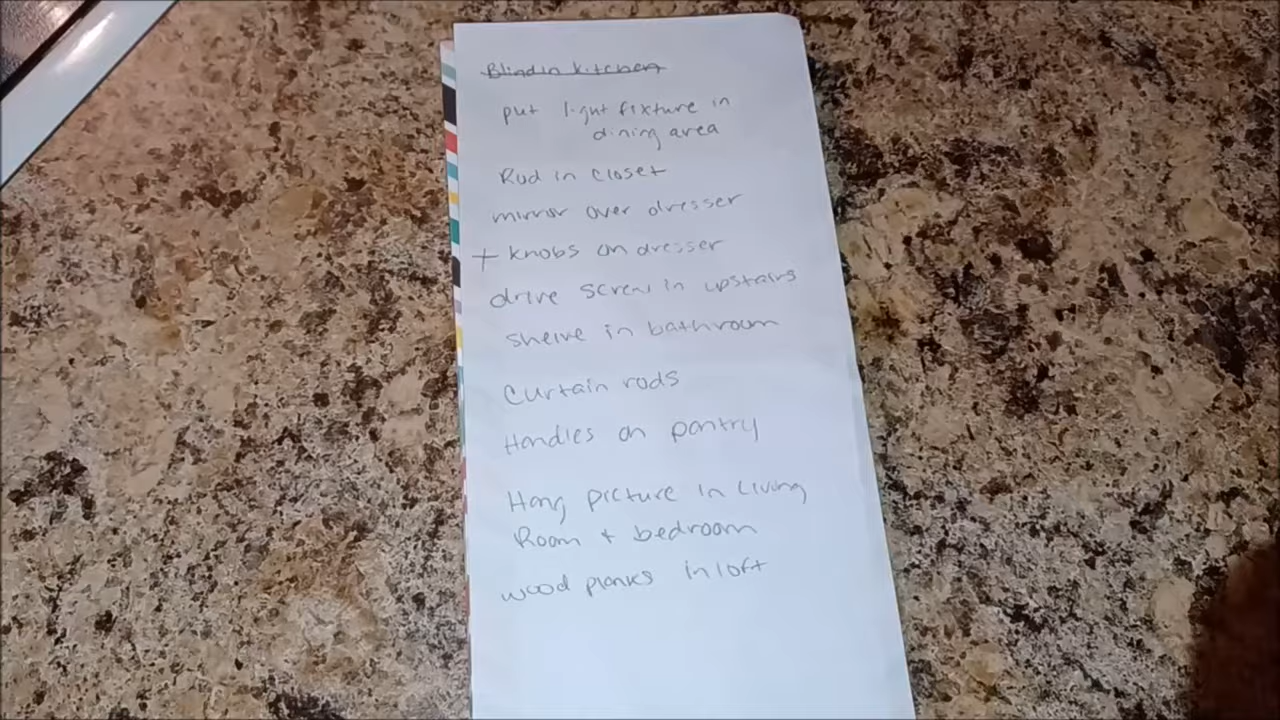 Blind in kitchen
put light fixture in
dining area
Rod in closet
mirror over dresser
+ knobs on dresser
drive screw in upstairs
shelve in bathroom
Curtain rods
Handles on pantry
Hang picture in Living
Room + bedroom
wood planks in loft